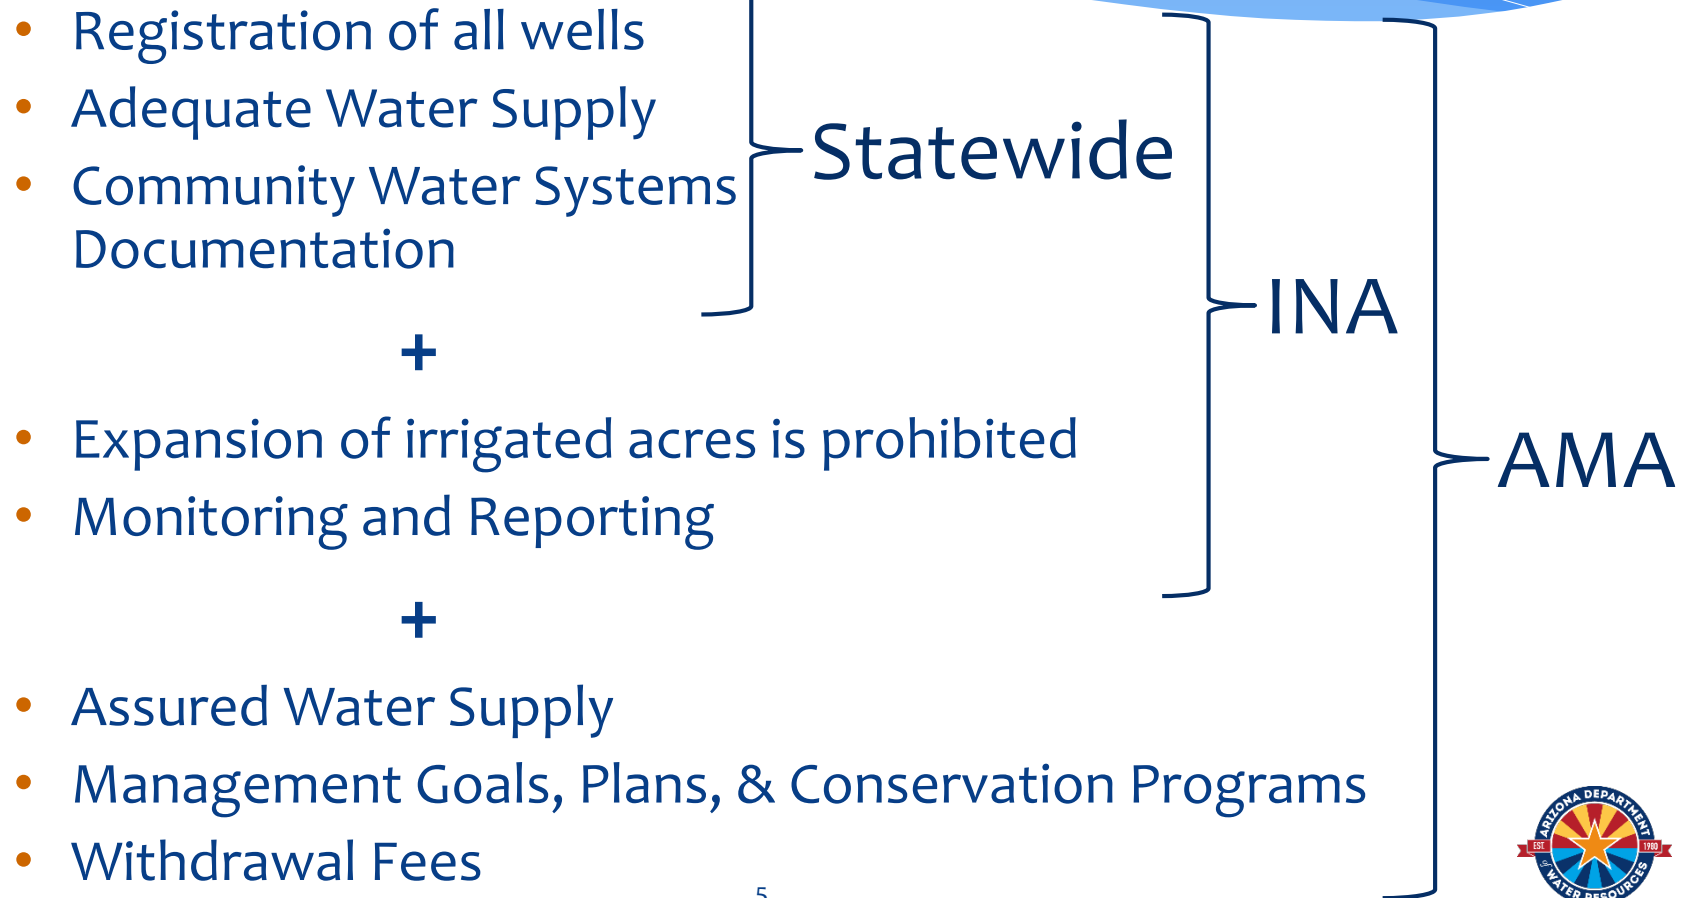 • Registration of all wells
• Adequate Water Supply
• Community Water Systems
Documentation
Statewide
+
INA
• Expansion of irrigated acres is prohibited
• Monitoring and Reporting
AMA
+
• Assured Water Supply
• Management Goals, Plans, & Conservation Programs
• Withdrawal Fees
5
ARIZONA DEPARTMENT
EST. 1980
of
WATER RESOURCES